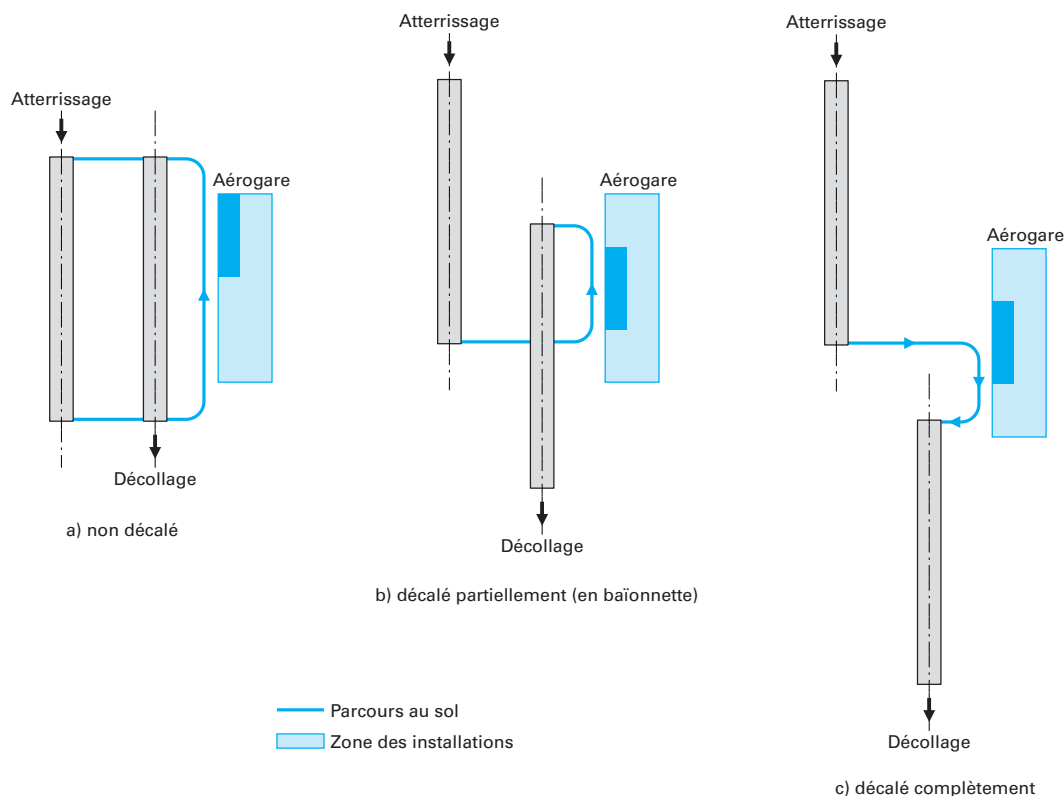 Atterrissage
Aérogare
Décollage
a) non décalé
Atterrissage
Aérogare
Décollage
b) décalé partiellement (en baïonnette)
Atterrissage
Aérogare
Décollage
c) décalé complètement
Parcours au sol
Zone des installations